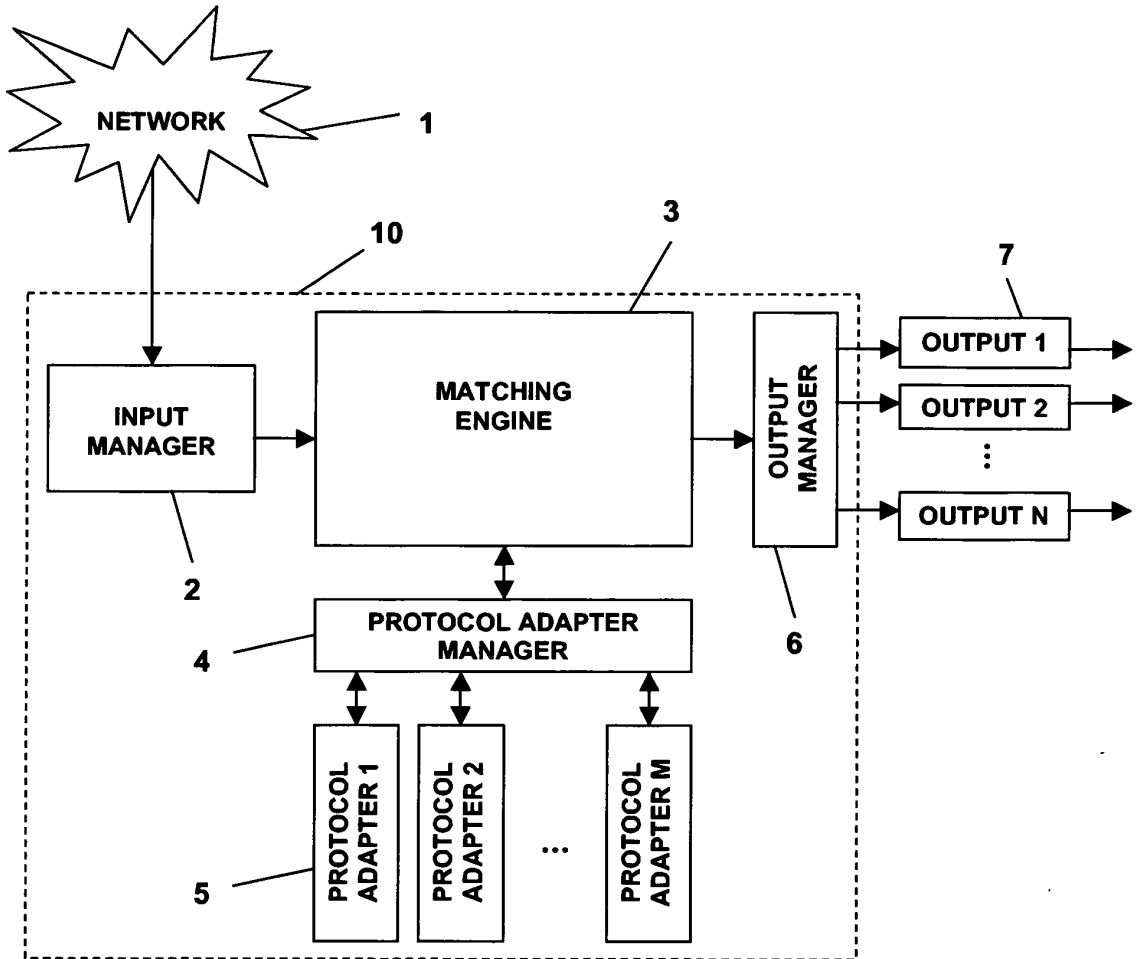 NETWORK
1
10
3
7
INPUT
MANAGER
2
MATCHING
ENGINE
OUTPUT
MANAGER
6
OUTPUT 1
OUTPUT 2
...
OUTPUT N
PROTOCOL ADAPTER
MANAGER
4
PROTOCOL
ADAPTER 1
PROTOCOL
ADAPTER 2
...
PROTOCOL
ADAPTER M
5